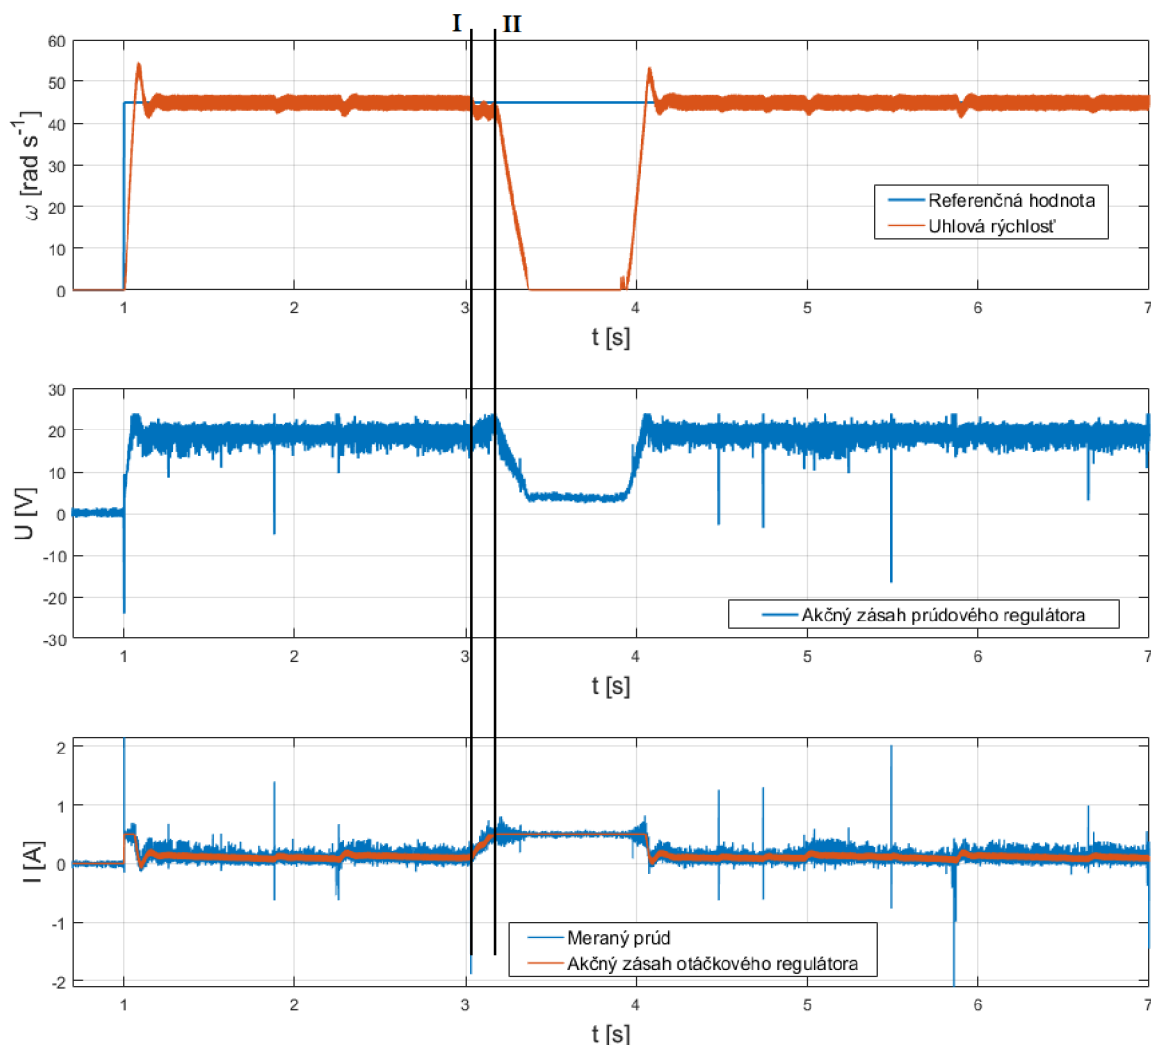 I II
60
50
40
30
20
10
0
ω [rad s-1]
Referenčná hodnota
Uhlová rýchlosť
1 2 3 4 5 6 7
t [s]
30
20
10
0
-10
-20
-30
U [V]
Akčný zásah prúdového regulátora
1 2 3 4 5 6 7
t [s]
2
1
0
-1
-2
I [A]
Meraný prúd
Akčný zásah otáčkového regulátora
1 2 3 4 5 6 7
t [s]